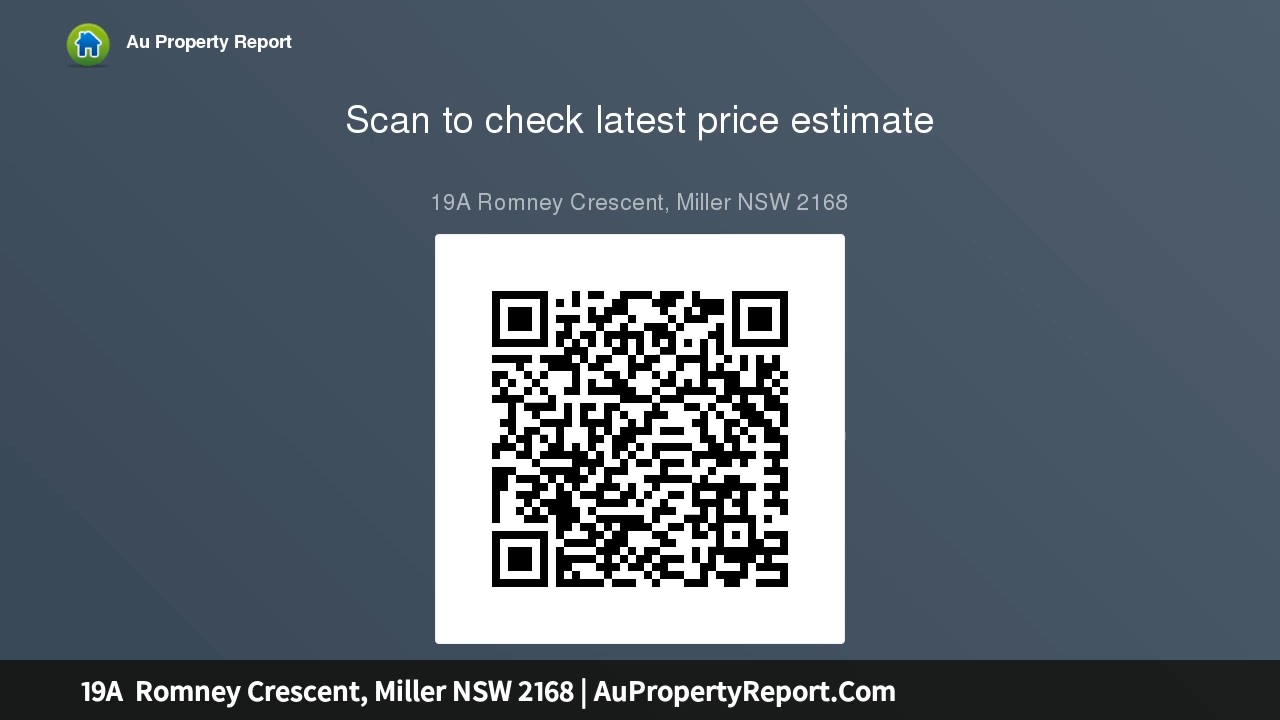 Au Property Report
Scan to check latest price estimate
19A Romney Crescent, Miller NSW 2168
19A  Romney Crescent, Miller NSW 2168 | AuPropertyReport.Com